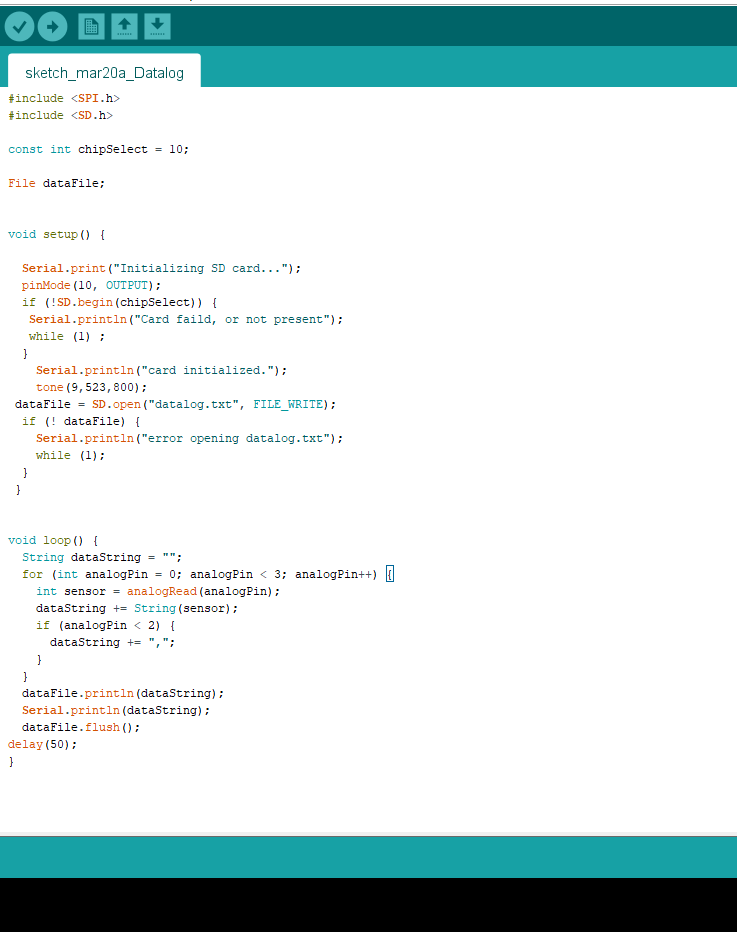 sketch_mar20a_Datalog
#include <SPI.h>
#include <SD.h>
const int chipSelect = 10;
File dataFile;
void setup() {
Serial.print("Initializing SD card...");
pinMode(10, OUTPUT);
if (!SD.begin(chipSelect)) {
Serial.println("Card faild, or not present");
while (1) ;
}
Serial.println("card initialized.");
tone(9,523,800);
dataFile = SD.open("datalog.txt", FILE_WRITE);
if (! dataFile) {
Serial.println("error opening datalog.txt");
while (1);
}
}
void loop() {
String dataString = "";
for (int analogPin = 0; analogPin < 3; analogPin++) {
int sensor = analogRead(analogPin);
dataString += String(sensor);
if (analogPin < 2) {
dataString += ",";
}
}
dataFile.println(dataString);
Serial.println(dataString);
dataFile.flush();
delay(50);
}